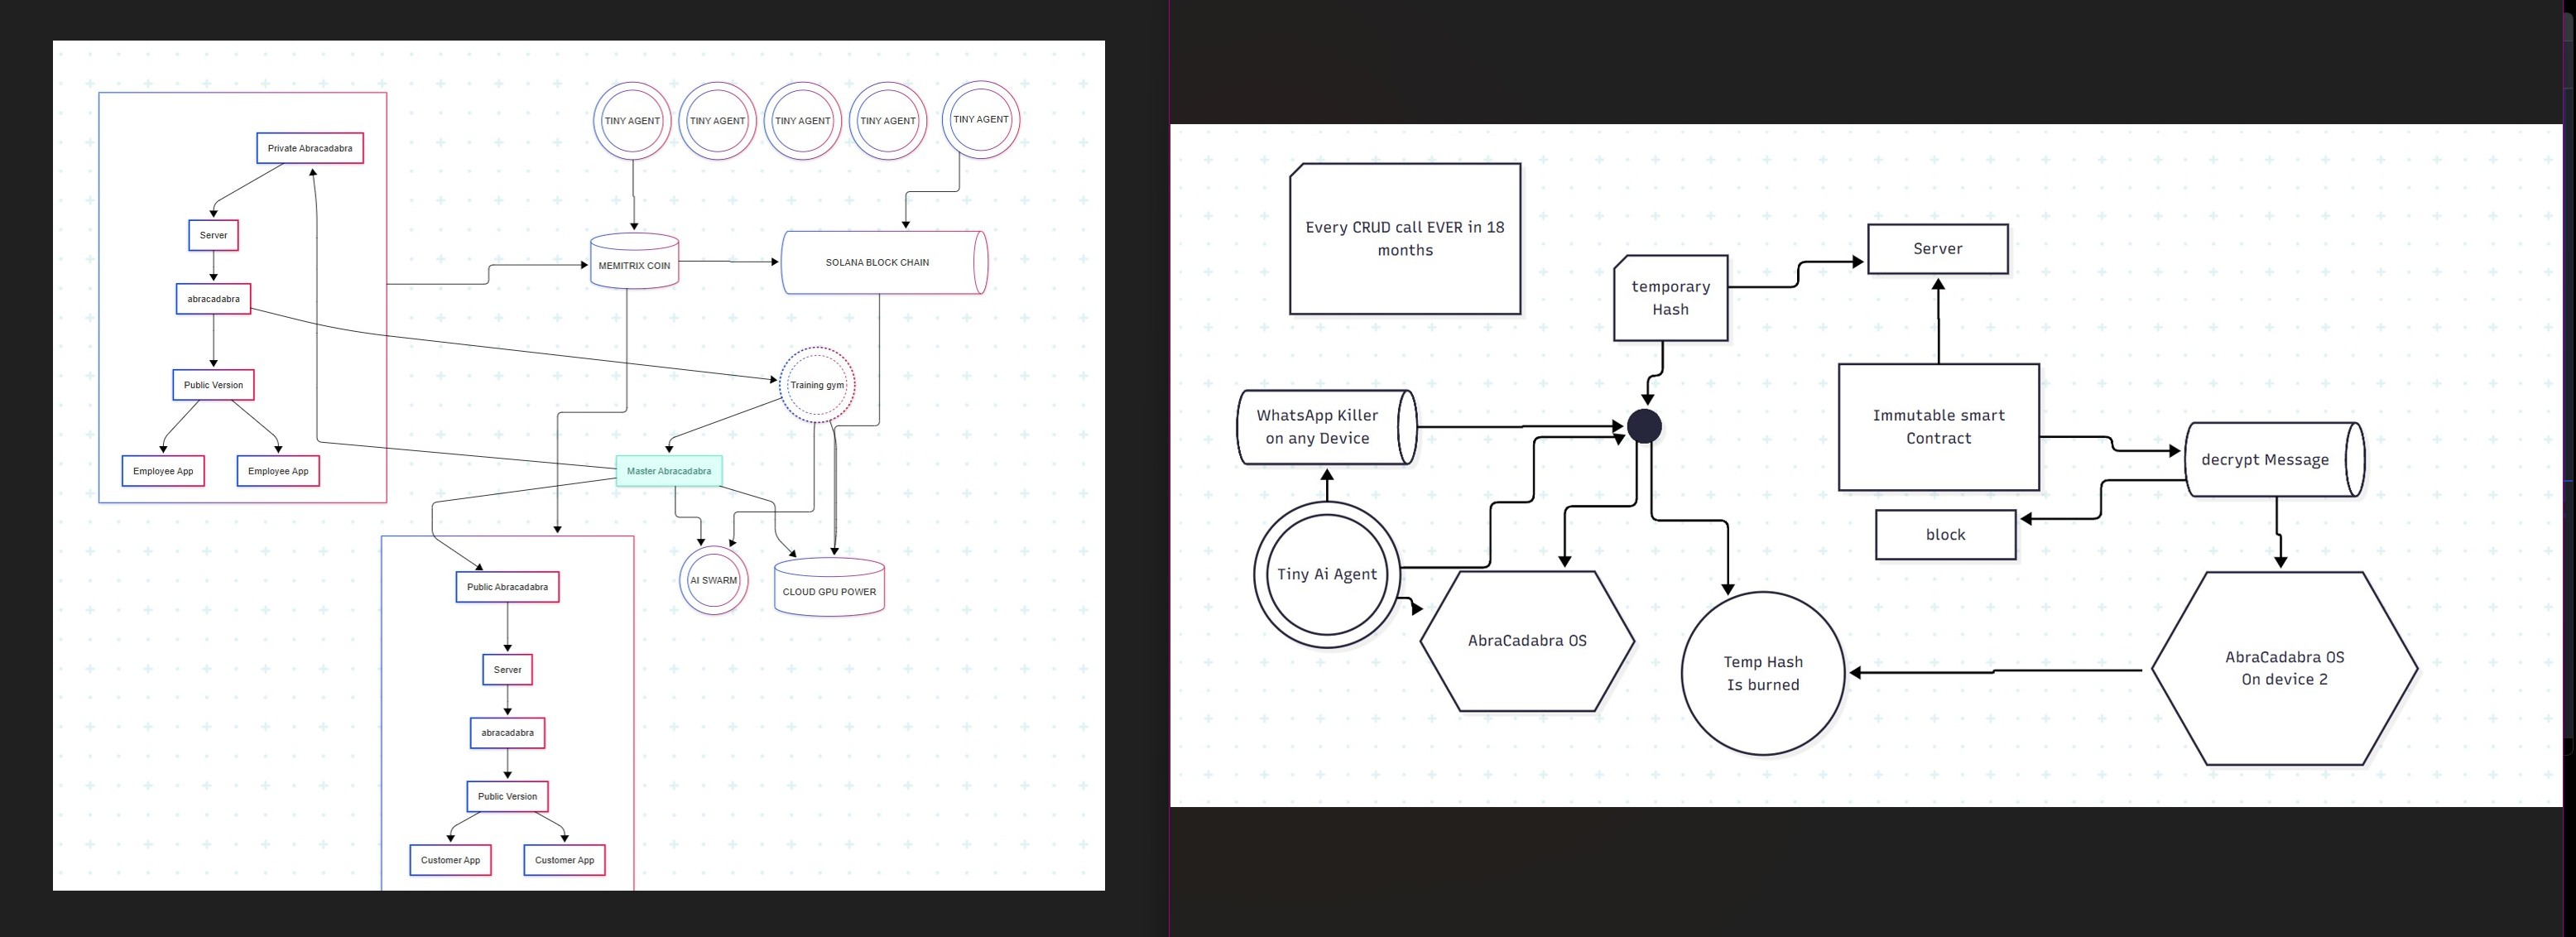 TINY AGENT
TINY AGENT
TINY AGENT
TINY AGENT
TINY AGENT
Private Abracadabra
Server
MEMITRIX COIN
SOLANA BLOCK CHAIN
abracadabra
Public Version
Training gym
Employee App
Employee App
Master Abracadabra
Public Abracadabra
AI SWARM
CLOUD GPU POWER
Server
abracadabra
Public Version
Customer App
Customer App
Every CRUD call EVER in 18
months
temporary
Hash
Server
WhatsApp Killer
on any Device
Immutable smart
Contract
decrypt Message
block
Tiny Ai Agent
AbraCadabra OS
Temp Hash
Is burned
AbraCadabra OS
On device 2